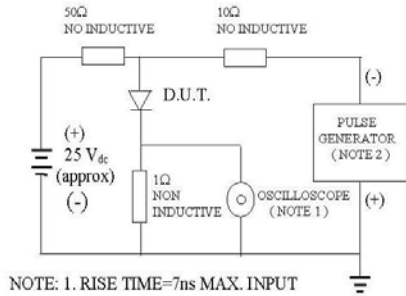 50Ω
NO INDUCTIVE
10Ω
NO INDUCTIVE
(-)
D.U.T.
PULSE
GENERATOR
(NOTE 2)
(+)
25 Vdc
(approx)
(-)
1Ω
NON
INDUCTIVE
OSCILLOSCOPE
(NOTE 1)
(+)
NOTE: 1. RISE TIME=7ns MAX. INPUT